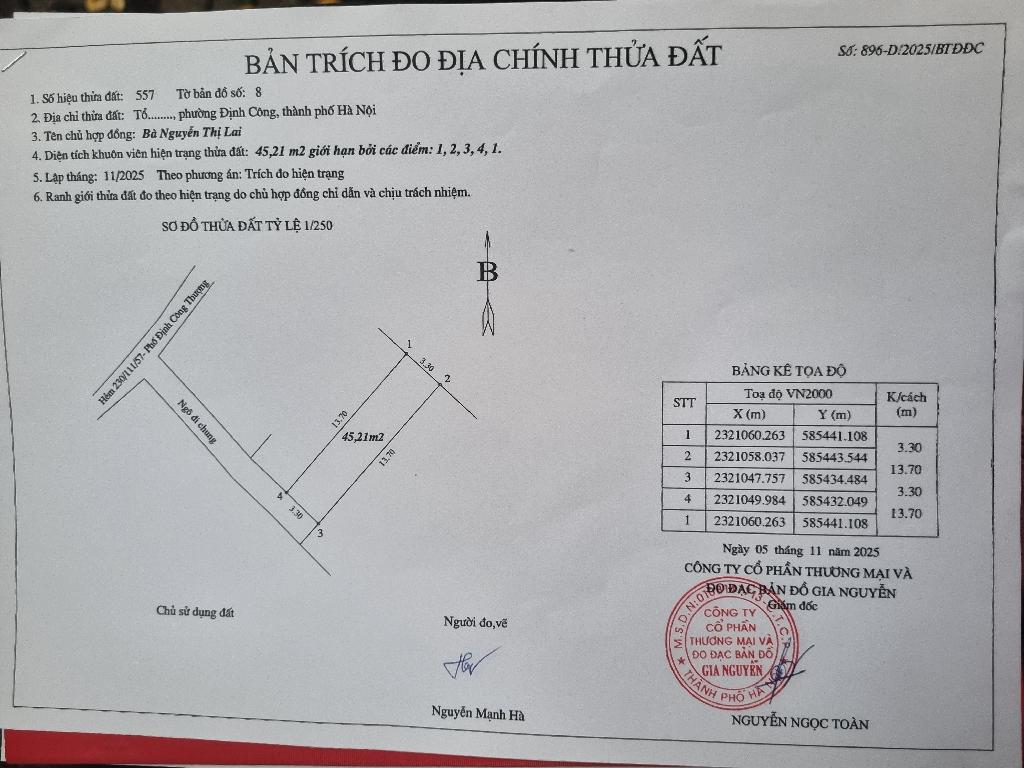 BẢN TRÍCH ĐO ĐỊA CHÍNH THỬA ĐẤT
Số: 896-D/2025/BTĐĐC
1. Số hiệu thửa đất: 557 Tờ bản đồ số: 8
2. Địa chỉ thửa đất: Tổ........, phường Định Công, thành phố Hà Nội
3. Tên chủ hợp đồng: Bà Nguyễn Thị Lai
4. Diện tích khuôn viên hiện trạng thửa đất: 45,21 m2 giới hạn bởi các điểm: 1, 2, 3, 4, 1.
5. Lập tháng: 11/2025 Theo phương án: Trích đo hiện trạng
6. Ranh giới thửa đất đo theo hiện trạng do chủ hợp đồng chỉ dẫn và chịu trách nhiệm.
SƠ ĐỒ THỬA ĐẤT TỶ LỆ 1/250
B
Hẻm 230/111/57- Phố Định Công Thượng
Ngõ đi chung
1
3.30
2
13.70
45,21m2
13.70
4
3.30
3
BẢNG KÊ TỌA ĐỘ
STT Toạ độ VN2000 K/cách (m)
X (m) Y (m)
1 2321060.263 585441.108
3.30
2 2321058.037 585443.544
13.70
3 2321047.757 585434.484
3.30
4 2321049.984 585432.049
13.70
1 2321060.263 585441.108
Ngày 05 tháng 11 năm 2025
CÔNG TY CỔ PHẦN THƯƠNG MẠI VÀ
ĐO ĐẠC BẢN ĐỒ GIA NGUYỄN
Giám đốc
CÔNG TY
CỔ PHẦN
THƯƠNG MẠI VÀ
ĐO ĐẠC BẢN ĐỒ
GIA NGUYỄN
THÀNH PHỐ HÀ
Chủ sử dụng đất
Người đo,vẽ
Nguyễn Mạnh Hà
NGUYỄN NGỌC TOÀN